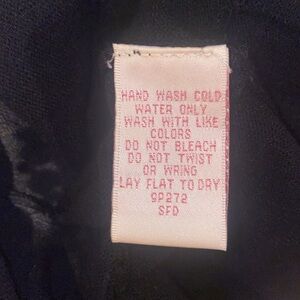 HAND WASH COLD
WATER ONLY
WASH WITH LIKE
COLORS
DO NOT BLEACH
DO NOT TWIST
OR WRING
LAY FLAT TO DRY
GP272
SFD